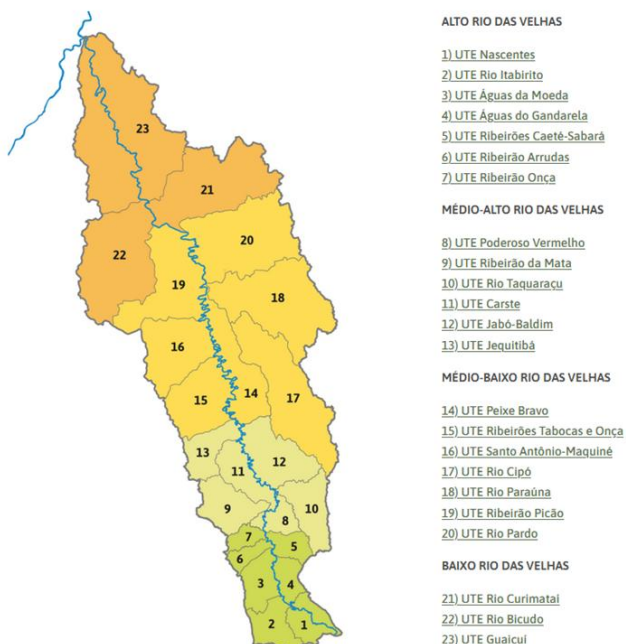 ALTO RIO DAS VELHAS
1) UTE Nascentes
2) UTE Rio Itabirito
3) UTE Águas da Moeda
4) UTE Águas do Gandarela
5) UTE Ribeirões Caeté-Sabará
6) UTE Ribeirão Arrudas
7) UTE Ribeirão Onça
MÉDIO-ALTO RIO DAS VELHAS
8) UTE Poderoso Vermelho
9) UTE Ribeirão da Mata
10) UTE Rio Taquaraçu
11) UTE Carste
12) UTE Jabó-Baldim
13) UTE Jequitibá
MÉDIO-BAIXO RIO DAS VELHAS
14) UTE Peixe Bravo
15) UTE Ribeirões Tabocas e Onça
16) UTE Santo Antônio-Maquiné
17) UTE Rio Cipó
18) UTE Rio Paraúna
19) UTE Ribeirão Picão
20) UTE Rio Pardo
BAIXO RIO DAS VELHAS
21) UTE Rio Curimataí
22) UTE Rio Bicudo
23) UTE Guaicuí
23
21
20
22
19
18
16
14
17
15
13
12
11
9
10
8
7
5
6
3
4
2
1